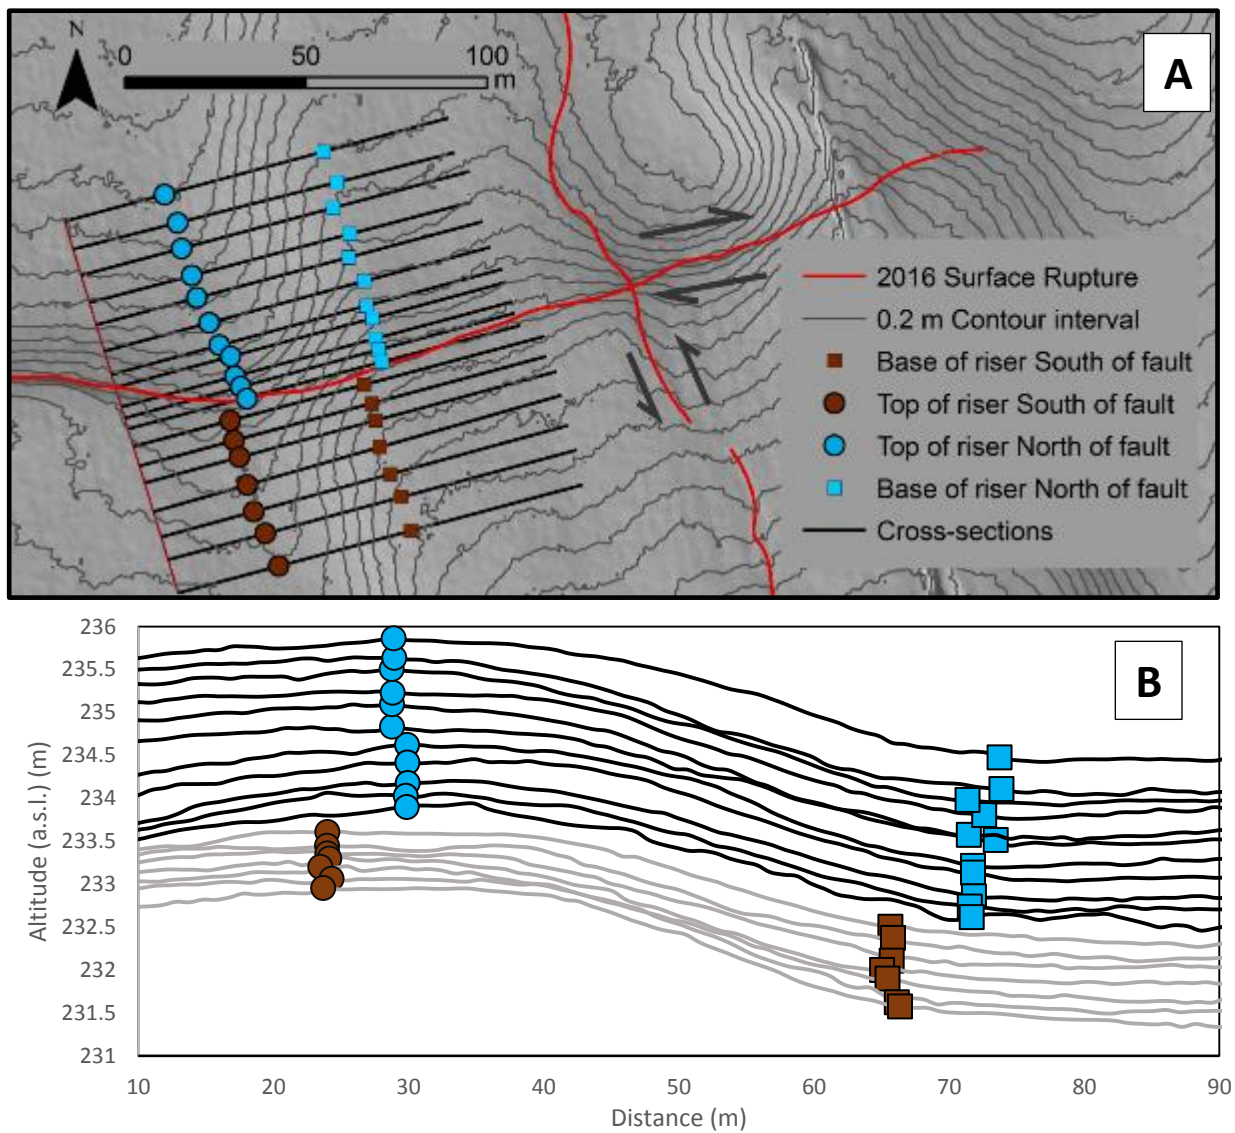 N
0 50 100
m
A
2016 Surface Rupture
0.2 m Contour interval
Base of riser South of fault
Top of riser South of fault
Top of riser North of fault
Base of riser North of fault
Cross-sections
B
Altitude (a.s.l.) (m)
236
235.5
235
234.5
234
233.5
233
232.5
232
231.5
231
10 20 30 40 50 60 70 80 90
Distance (m)